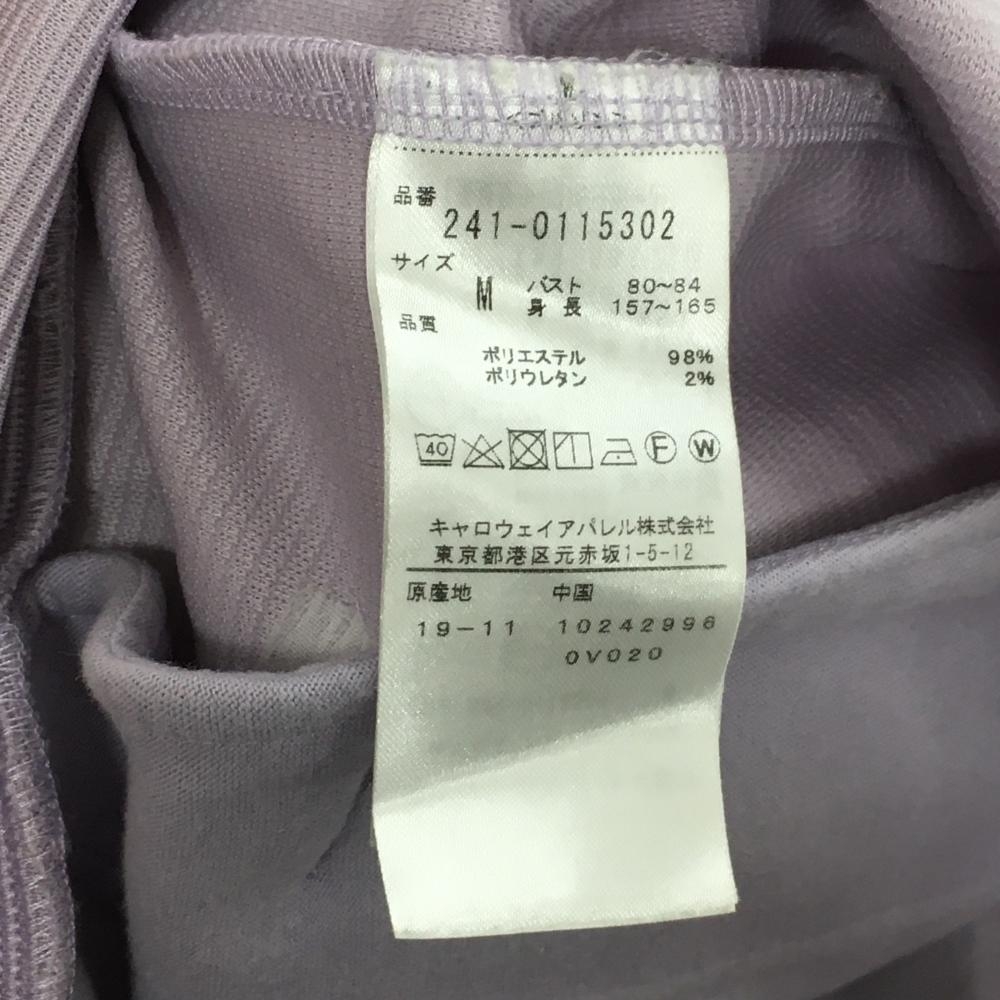 品番
241-0115302
サイズ
M バスト 80~84
身長 157~165
品質
ポリエステル 98%
ポリウレタン 2%
40 F W
キャロウェイアパレル株式会社
東京都港区元赤坂1-5-12
原産地 中国
19-11 10242996
0V020